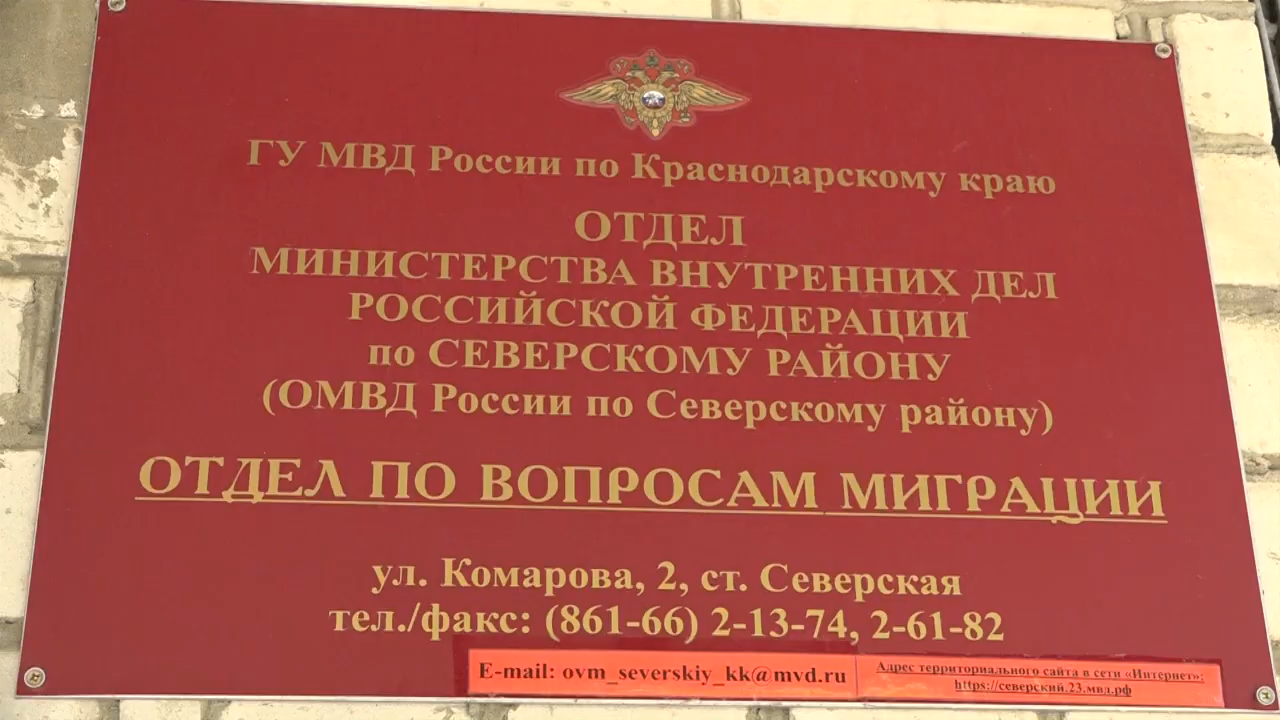 ГУ МВД России по Краснодарскому краю
ОТДЕЛ
МИНИСТЕРСТВА ВНУТРЕННИХ ДЕЛ
РОССИЙСКОЙ ФЕДЕРАЦИИ
по СЕВЕРСКОМУ РАЙОНУ
(ОМВД России по Северскому району)
ОТДЕЛ ПО ВОПРОСАМ МИГРАЦИИ
ул. Комарова, 2, ст. Северская
тел./факс: (861-66) 2-13-74, 2-61-82
E-mail: ovm_severskiy_kk@mvd.ru
Адрес территориального сайта в сети «Интернет»:
https://северский.23.мвд.рф